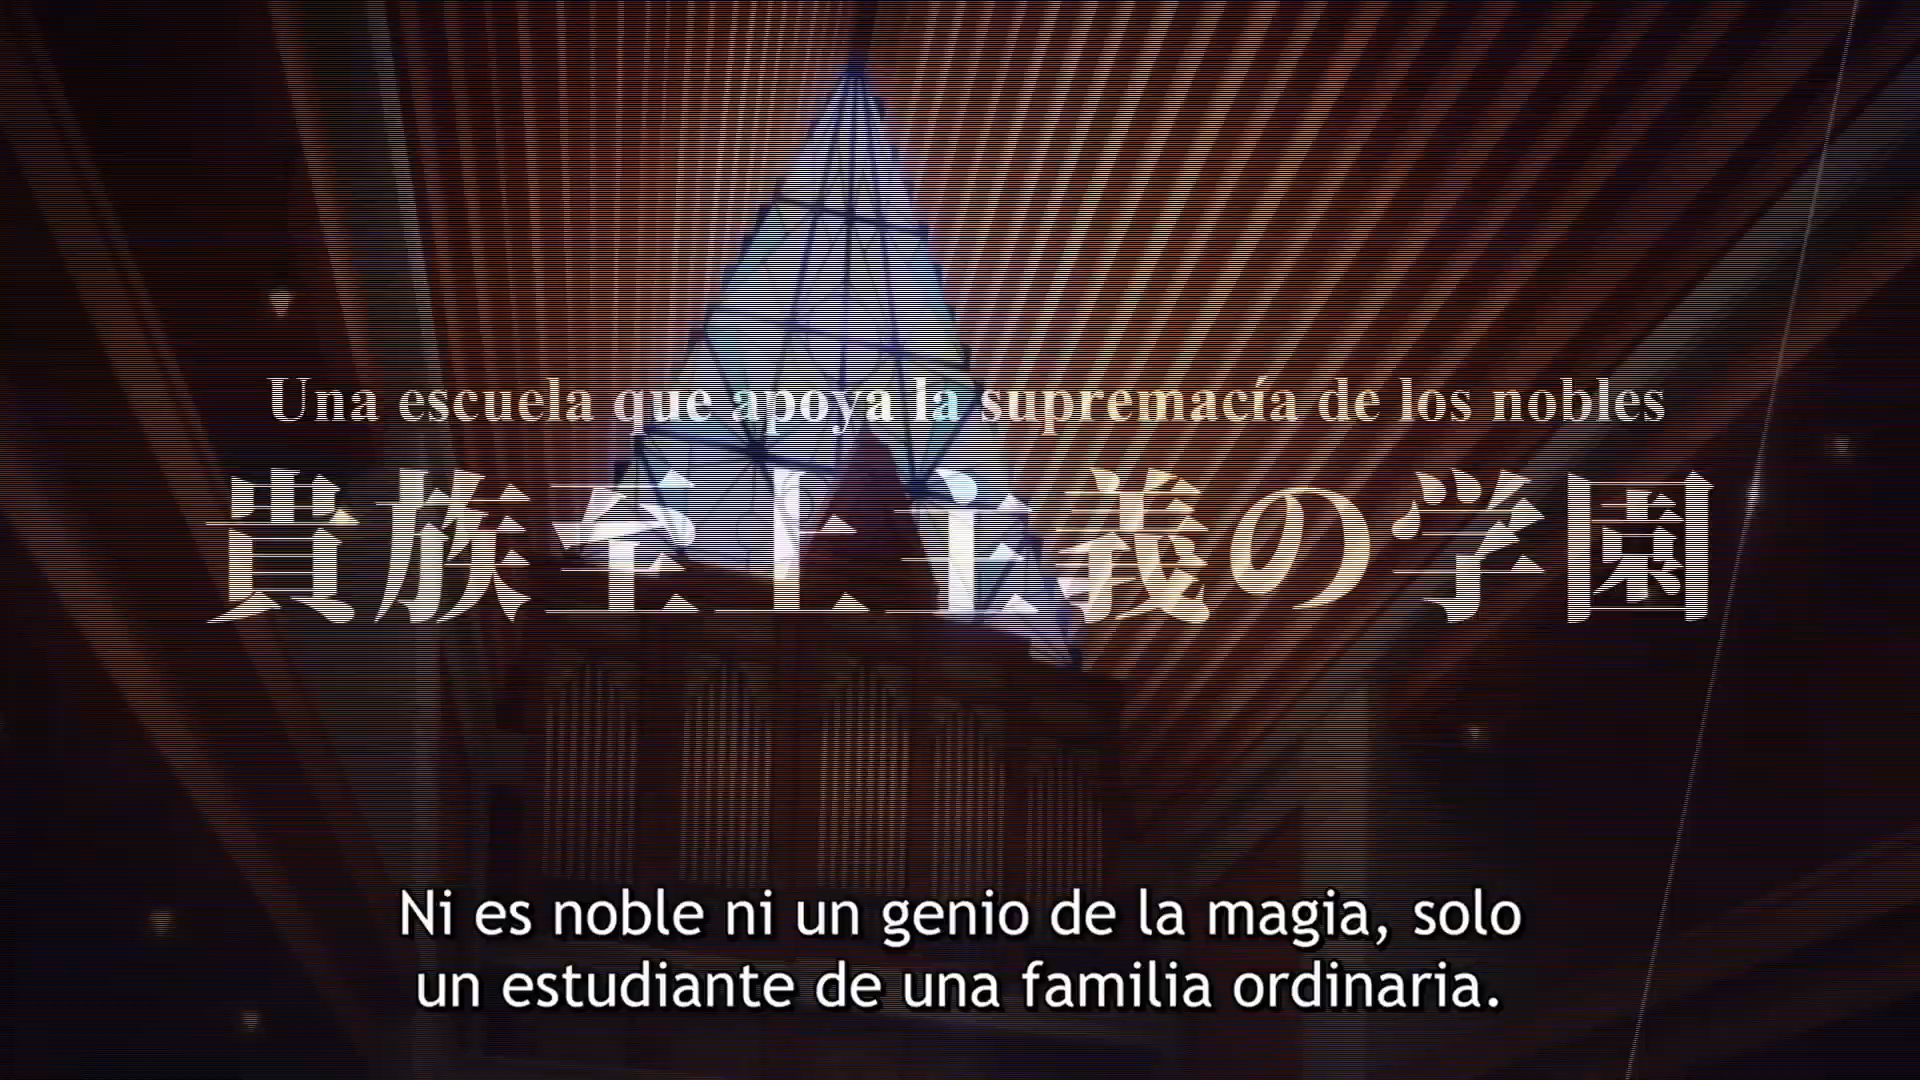 Una escuela que apoya la supremacía de los nobles
貴族至上主義の学園
Ni es noble ni un genio de la magia, solo
un estudiante de una familia ordinaria.